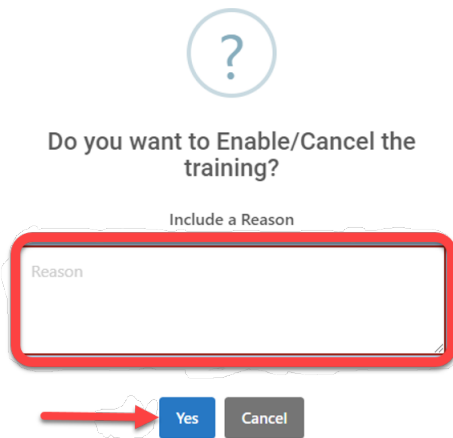 ?
Do you want to Enable/Cancel the
training?
Include a Reason
Reason
Yes Cancel